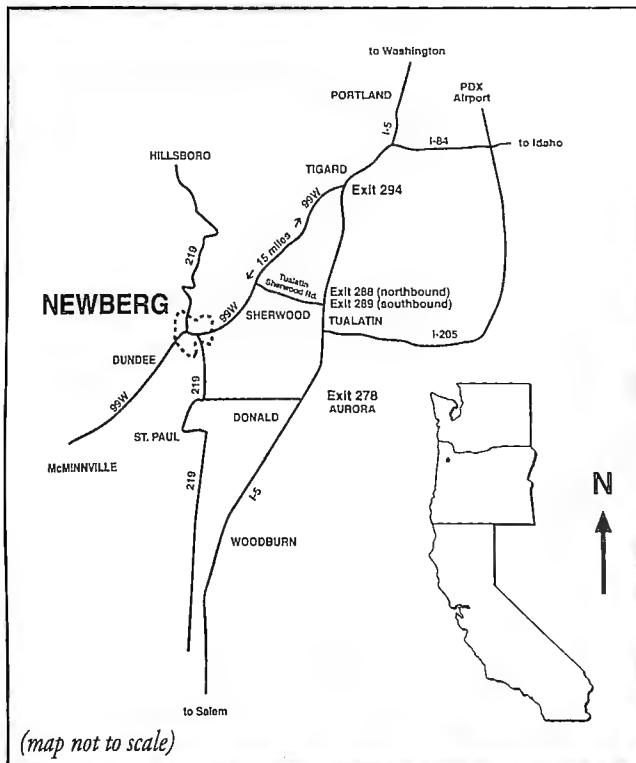 to Washington
PDX
Airport
PORTLAND
I-5
I-84
to Idaho
HILLSBORO
TIGARD
99W
Exit 294
15 miles
219
Tualatin
Sherwood Rd.
Exit 288 (northbound)
Exit 289 (southbound)
NEWBERG
99W
SHERWOOD
TUALATIN
I-205
DUNDEE
219
Exit 278
AURORA
99W
DONALD
ST. PAUL
McMINNVILLE
219
I-5
N
WOODBURN
to Salem
(map not to scale)